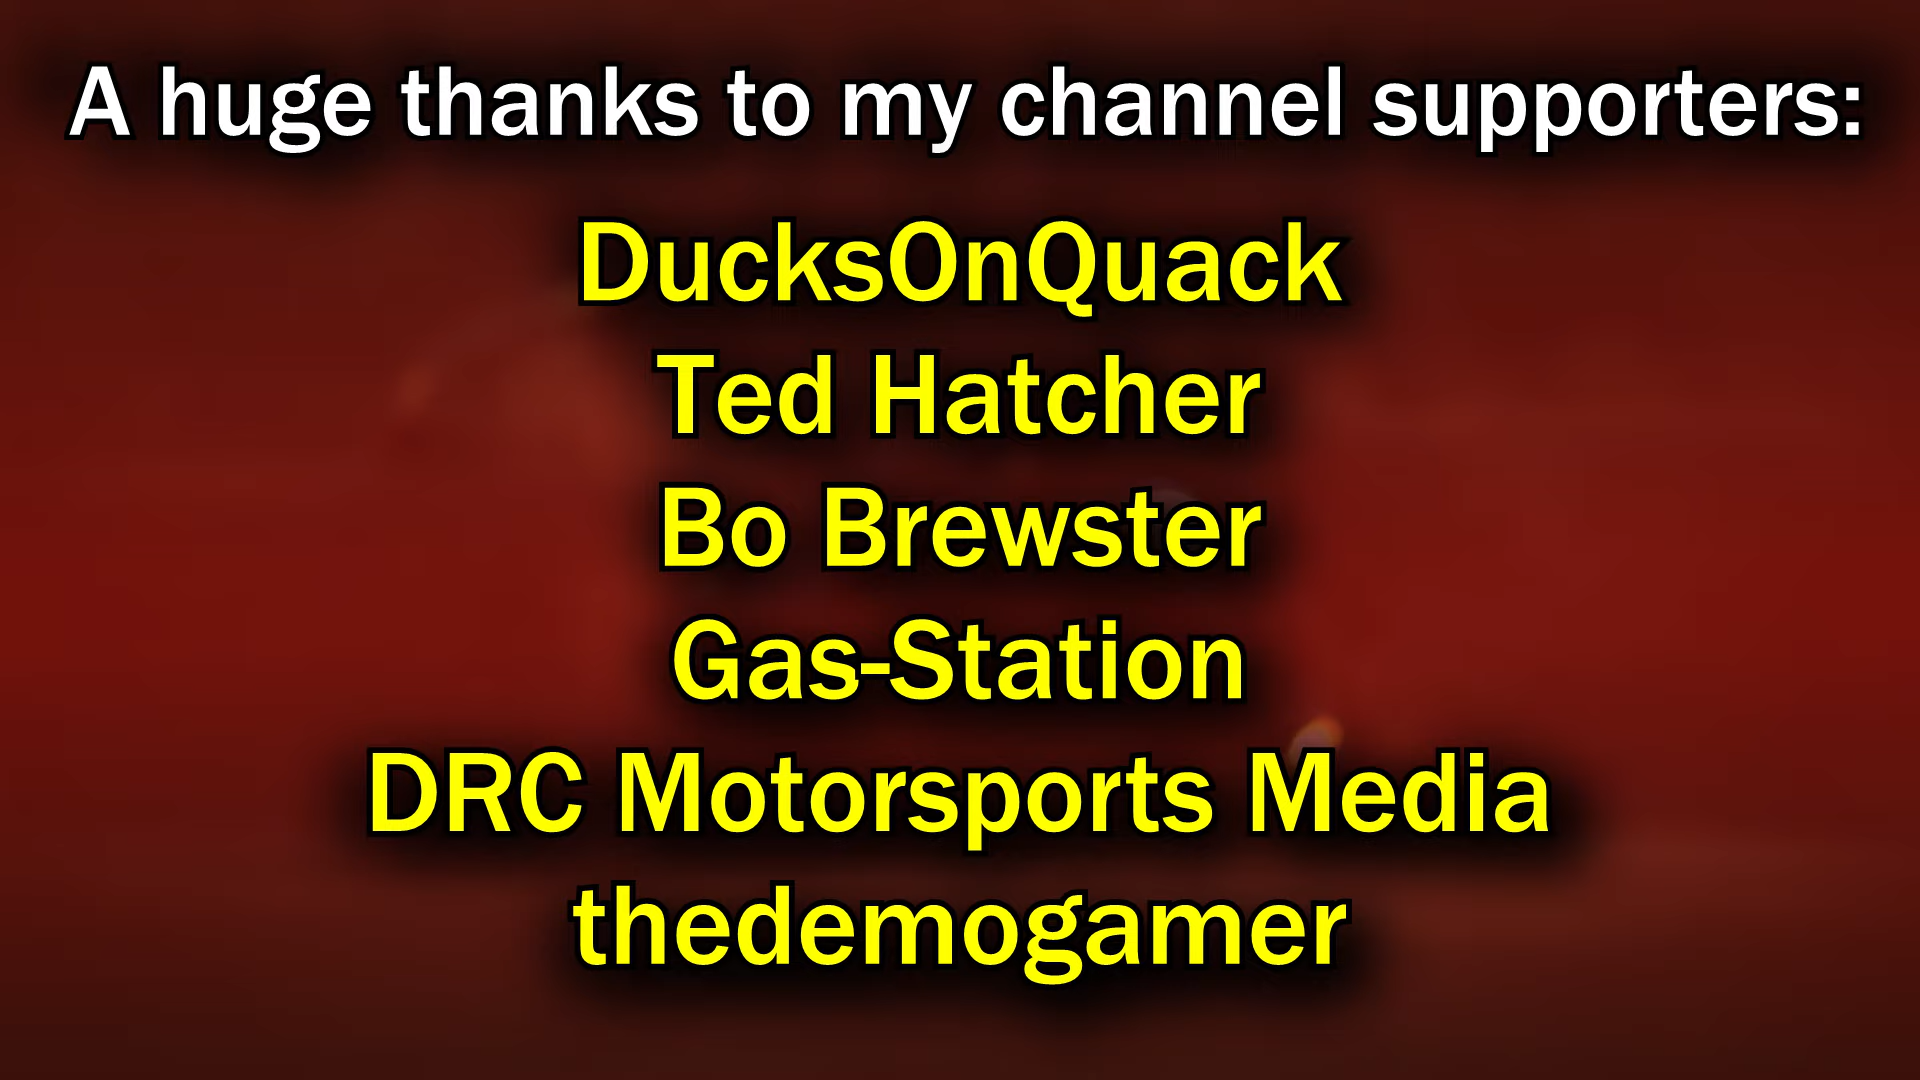 A huge thanks to my channel supporters:
DucksOnQuack
Ted Hatcher
Bo Brewster
Gas-Station
DRC Motorsports Media
thedemogamer